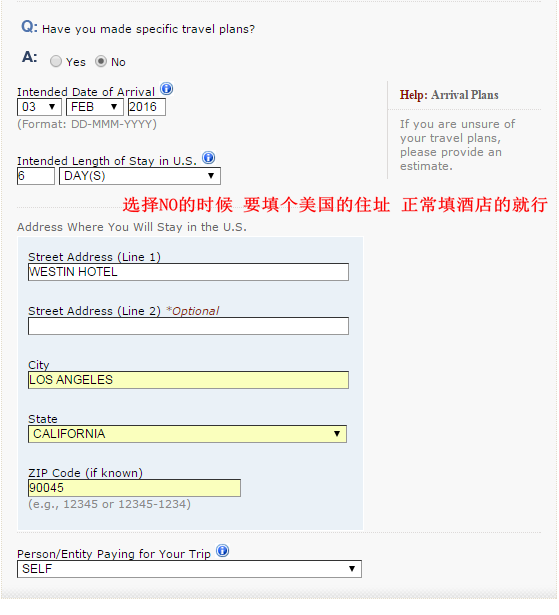 Q: Have you made specific travel plans?
A: Yes No
Intended Date of Arrival
03 FEB 2016
(Format: DD-MMM-YYYY)
Help: Arrival Plans
If you are unsure of
your travel plans,
please provide an
estimate.
Intended Length of Stay in U.S.
6 DAY(S)
选择NO的时候 要填个美国的住址 正常填酒店的就行
Address Where You Will Stay in the U.S.
Street Address (Line 1)
WESTIN HOTEL
Street Address (Line 2) *Optional
City
LOS ANGELES
State
CALIFORNIA
ZIP Code (if known)
90045
(e.g., 12345 or 12345-1234)
Person/Entity Paying for Your Trip
SELF